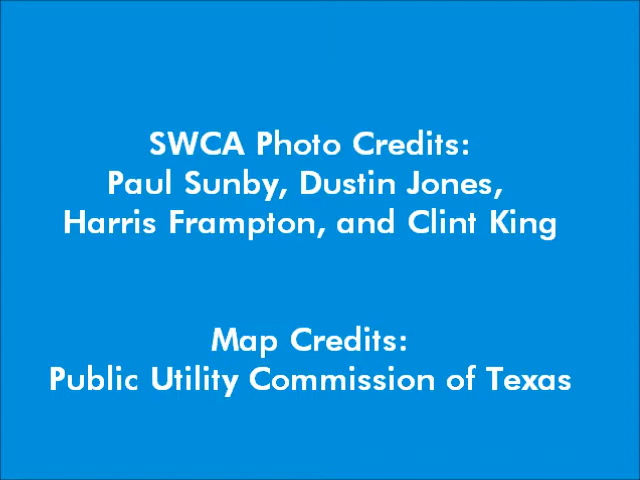 SWCA Photo Credits:
Paul Sunby, Dustin Jones,
Harris Frampton, and Clint King
Map Credits:
Public Utility Commission of Texas